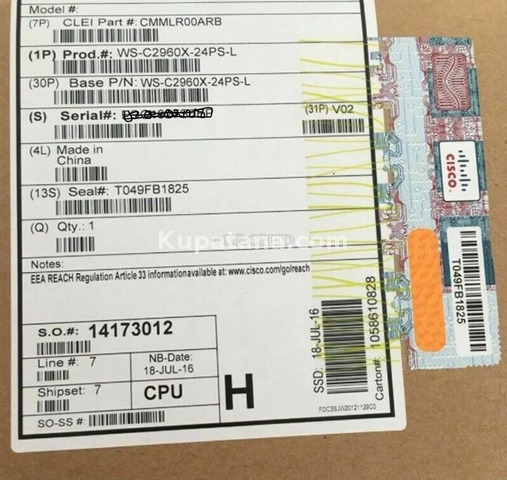 Model #:
(7P) CLEI Part #: CMMLR00ARB
(1P) Prod.#: WS-C2960X-24PS-L
(30P) Base P/N: WS-C2960X-24PS-L
(S) Serial#:
(31P) V02
(4L) Made in
China
(13S) Seal#: T049FB1825
(Q) Qty.: 1
Kupatana.com
Notes:
EEA REACH Regulation Article 33 information available at: www.cisco.com/go/reach
S.O.#: 14173012
Line #: 7
NB-Date:
18-JUL-16
Shipset: 7
CPU
H
SO-SS #:
SSD: 18-JUL-16
Carton#: 1058610828
CISCO.
T049FB1825